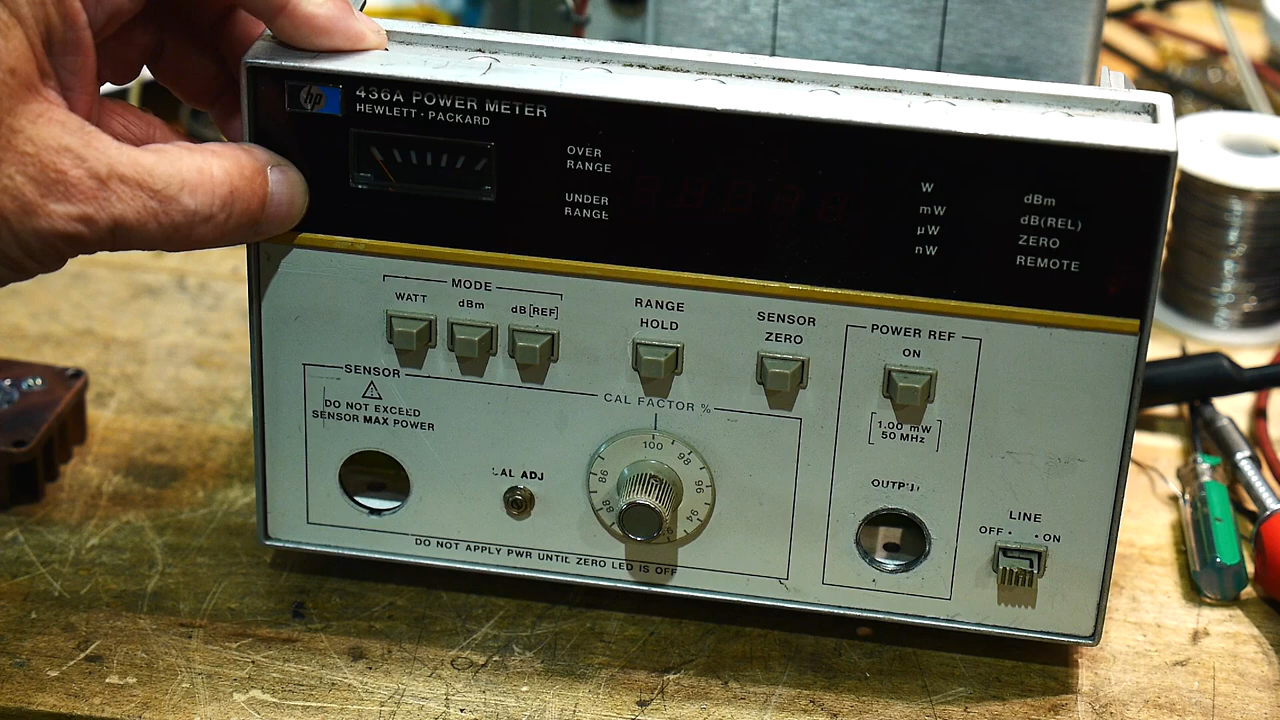 hp
436A POWER METER
HEWLETT · PACKARD
OVER
RANGE
UNDER
RANGE
W
mW
µW
nW
dBm
dB(REL)
ZERO
REMOTE
MODE
WATT
dBm
dB[REF]
RANGE
HOLD
SENSOR
ZERO
POWER REF
ON
1.00 mW
50 MHz
OUTPUT
SENSOR
DO NOT EXCEED
SENSOR MAX POWER
CAL FACTOR %
100
98
96
94
86
88
CAL ADJ
DO NOT APPLY PWR UNTIL ZERO LED IS OFF
LINE
OFF · · ON